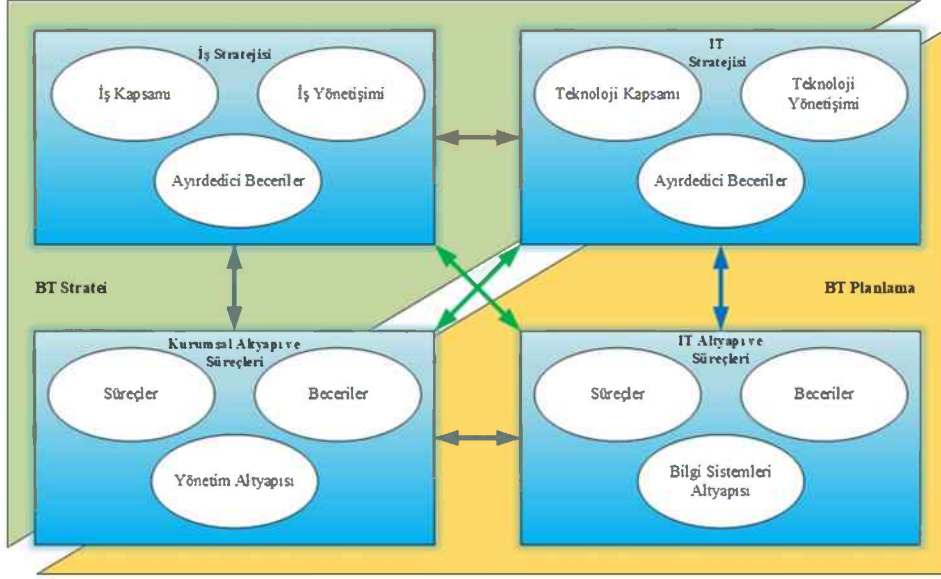 İş Stratejisi
İş Kapsamı
İş Yönetişimi
Ayırdedici Beceriler
IT
Stratejisi
Teknoloji Kapsamı
Teknoloji
Yönetişimi
Ayırdedici Beceriler
BT Stratei
BT Planlama
Kurumsal Altyapı ve
Süreçleri
Süreçler
Beceriler
Yönetim Altyapısı
IT Altyapı ve
Süreçleri
Süreçler
Beceriler
Bilgi Sistemleri
Altyapısı